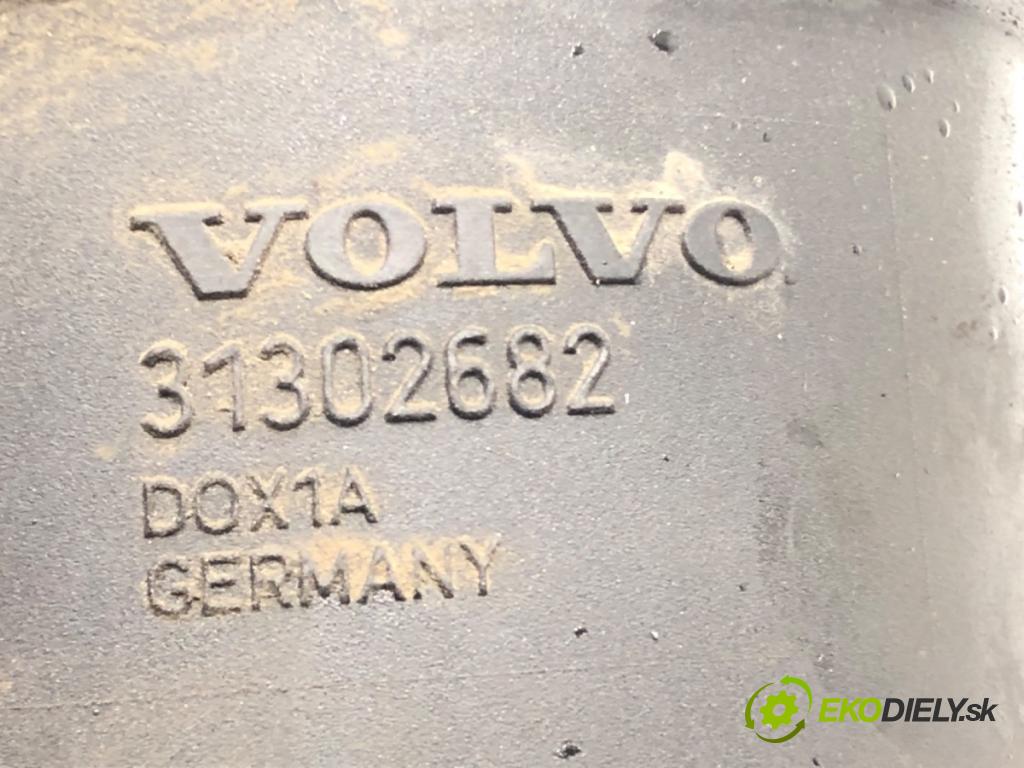 VOLVO
31302682
DOX1A
GERMANY
EKODIELY.sk